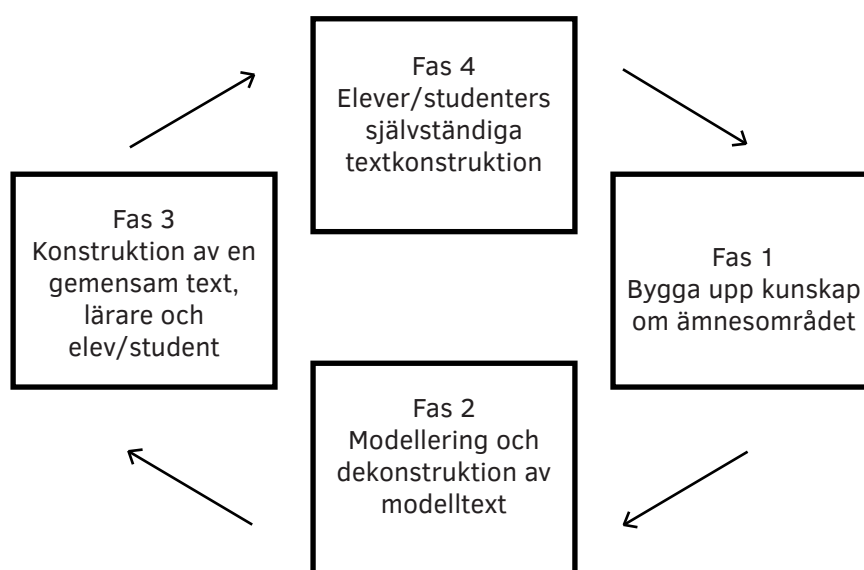 Fas 4
Elever/studenters
självständiga
textkonstruktion
Fas 3
Konstruktion av en
gemensam text,
lärare och
elev/student
Fas 1
Bygga upp kunskap
om ämnesområdet
Fas 2
Modellering och
dekonstruktion av
modelltext